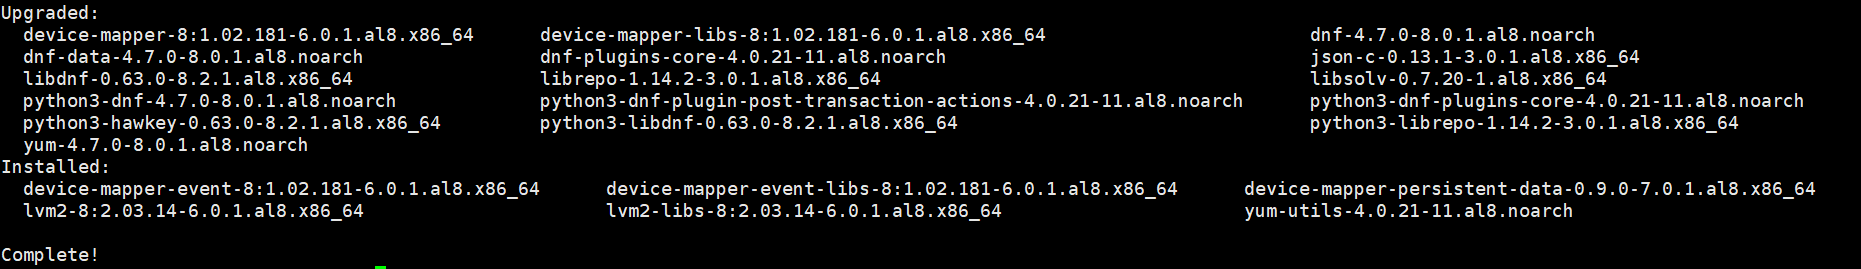 Upgraded:
  device-mapper-8:1.02.181-6.0.1.al8.x86_64      device-mapper-libs-8:1.02.181-6.0.1.al8.x86_64                        dnf-4.7.0-8.0.1.al8.noarch
  dnf-data-4.7.0-8.0.1.al8.noarch                dnf-plugins-core-4.0.21-11.al8.noarch                                 json-c-0.13.1-3.0.1.al8.x86_64
  libdnf-0.63.0-8.2.1.al8.x86_64                 librepo-1.14.2-3.0.1.al8.x86_64                                       libsolv-0.7.20-1.al8.x86_64
  python3-dnf-4.7.0-8.0.1.al8.noarch             python3-dnf-plugin-post-transaction-actions-4.0.21-11.al8.noarch      python3-dnf-plugins-core-4.0.21-11.al8.noarch
  python3-hawkey-0.63.0-8.2.1.al8.x86_64         python3-libdnf-0.63.0-8.2.1.al8.x86_64                                python3-librepo-1.14.2-3.0.1.al8.x86_64
  yum-4.7.0-8.0.1.al8.noarch
Installed:
  device-mapper-event-8:1.02.181-6.0.1.al8.x86_64      device-mapper-event-libs-8:1.02.181-6.0.1.al8.x86_64      device-mapper-persistent-data-0.9.0-7.0.1.al8.x86_64
  lvm2-8:2.03.14-6.0.1.al8.x86_64                      lvm2-libs-8:2.03.14-6.0.1.al8.x86_64                      yum-utils-4.0.21-11.al8.noarch

Complete!